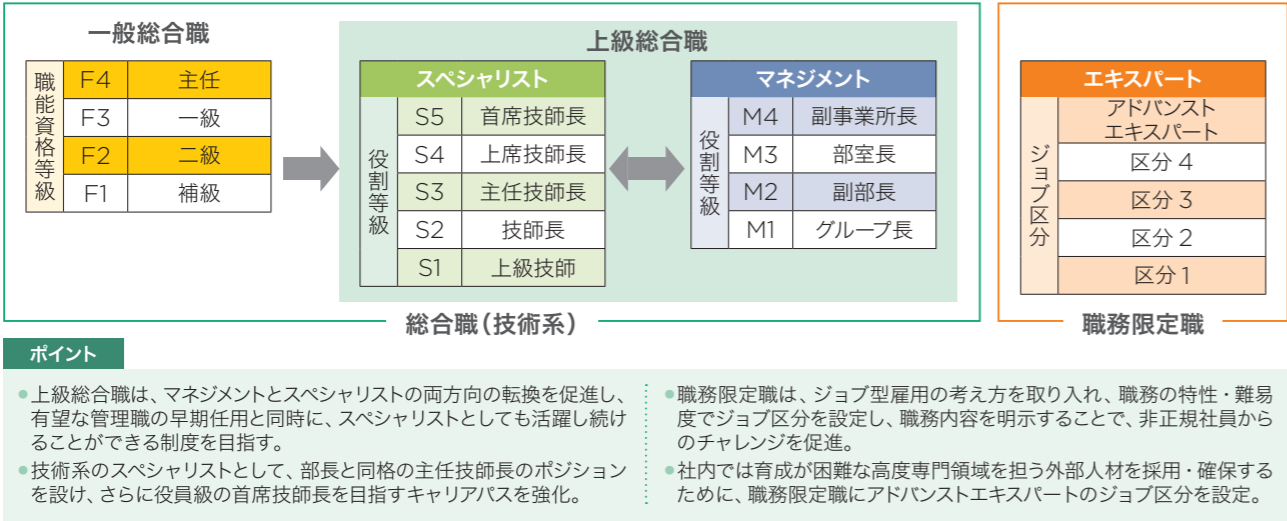 一般総合職
職能資格等級
F4 主任
F3 一級
F2 二級
F1 補級
上級総合職
スペシャリスト
役割等級
S5 首席技師長
S4 上席技師長
S3 主任技師長
S2 技師長
S1 上級技師
マネジメント
役割等級
M4 副事業所長
M3 部室長
M2 副部長
M1 グループ長
総合職（技術系）
エキスパート
ジョブ区分
アドバンスト
エキスパート
区分 4
区分 3
区分 2
区分 1
職務限定職
ポイント
●上級総合職は、マネジメントとスペシャリストの両方向の転換を促進し、
有望な管理職の早期任用と同時に、スペシャリストとしても活躍し続け
ることができる制度を目指す。
●技術系のスペシャリストとして、部長と同格の主任技師長のポジション
を設け、さらに役員級の首席技師長を目指すキャリアパスを強化。
●職務限定職は、ジョブ型雇用の考え方を取り入れ、職務の特性・難易
度でジョブ区分を設定し、職務内容を明示することで、非正規社員から
のチャレンジを促進。
●社内では育成が困難な高度専門領域を担う外部人材を採用・確保する
ために、職務限定職にアドバンストエキスパートのジョブ区分を設定。